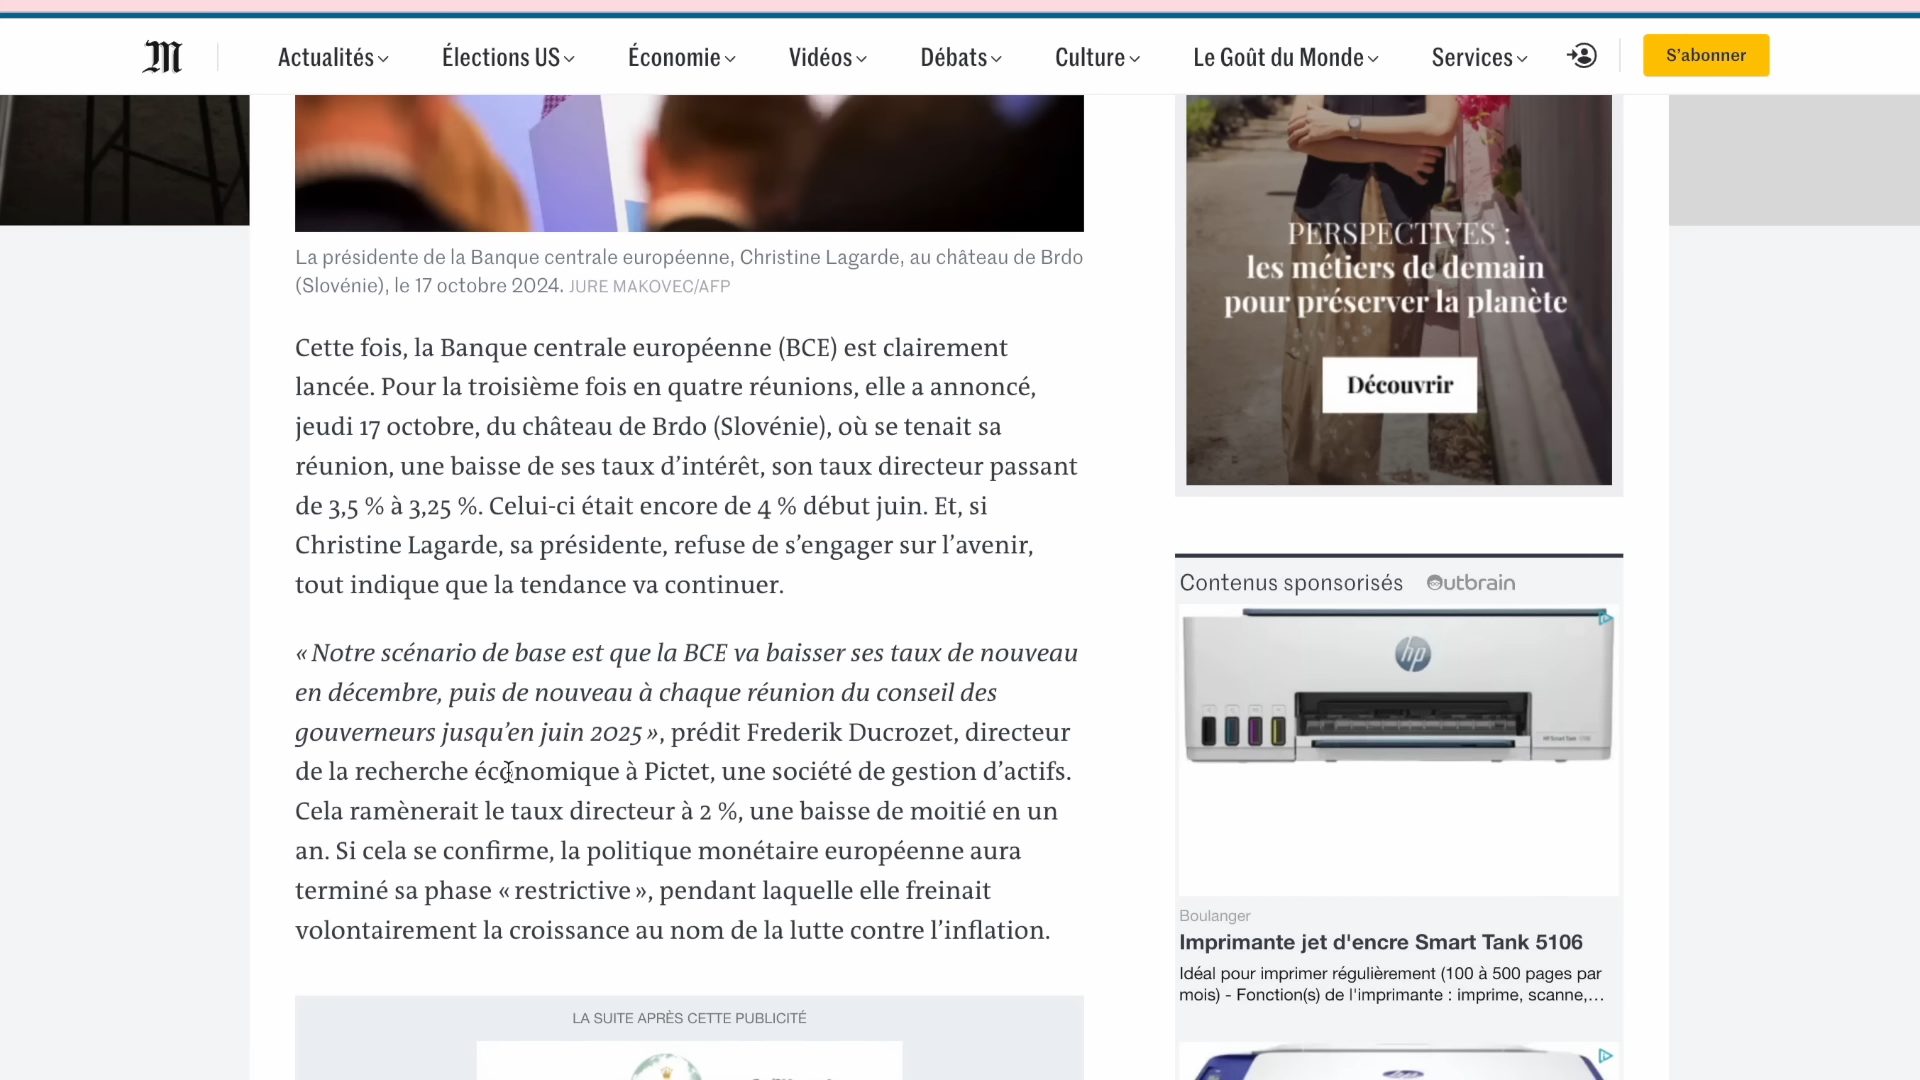 M
Actualités
Élections US
Économie
Vidéos
Débats
Culture
Le Goût du Monde
Services
S'abonner
La présidente de la Banque centrale européenne, Christine Lagarde, au château de Brdo
(Slovénie), le 17 octobre 2024. JURE MAKOVEC/AFP
Cette fois, la Banque centrale européenne (BCE) est clairement
lancée. Pour la troisième fois en quatre réunions, elle a annoncé,
jeudi 17 octobre, du château de Brdo (Slovénie), où se tenait sa
réunion, une baisse de ses taux d’intérêt, son taux directeur passant
de 3,5 % à 3,25 %. Celui-ci était encore de 4 % début juin. Et, si
Christine Lagarde, sa présidente, refuse de s’engager sur l’avenir,
tout indique que la tendance va continuer.
« Notre scénario de base est que la BCE va baisser ses taux de nouveau
en décembre, puis de nouveau à chaque réunion du conseil des
gouverneurs jusqu’en juin 2025 », prédit Frederik Ducrozet, directeur
de la recherche économique à Pictet, une société de gestion d’actifs.
Cela ramènerait le taux directeur à 2 %, une baisse de moitié en un
an. Si cela se confirme, la politique monétaire européenne aura
terminé sa phase « restrictive », pendant laquelle elle freinait
volontairement la croissance au nom de la lutte contre l’inflation.
LA SUITE APRÈS CETTE PUBLICITÉ
PERSPECTIVES :
les métiers de demain
pour préserver la planète
Découvrir
Contenus sponsorisés Outbrain
hp
Boulanger
Imprimante jet d'encre Smart Tank 5106
Idéal pour imprimer régulièrement (100 à 500 pages par
mois) - Fonction(s) de l'imprimante : imprime, scanne,…